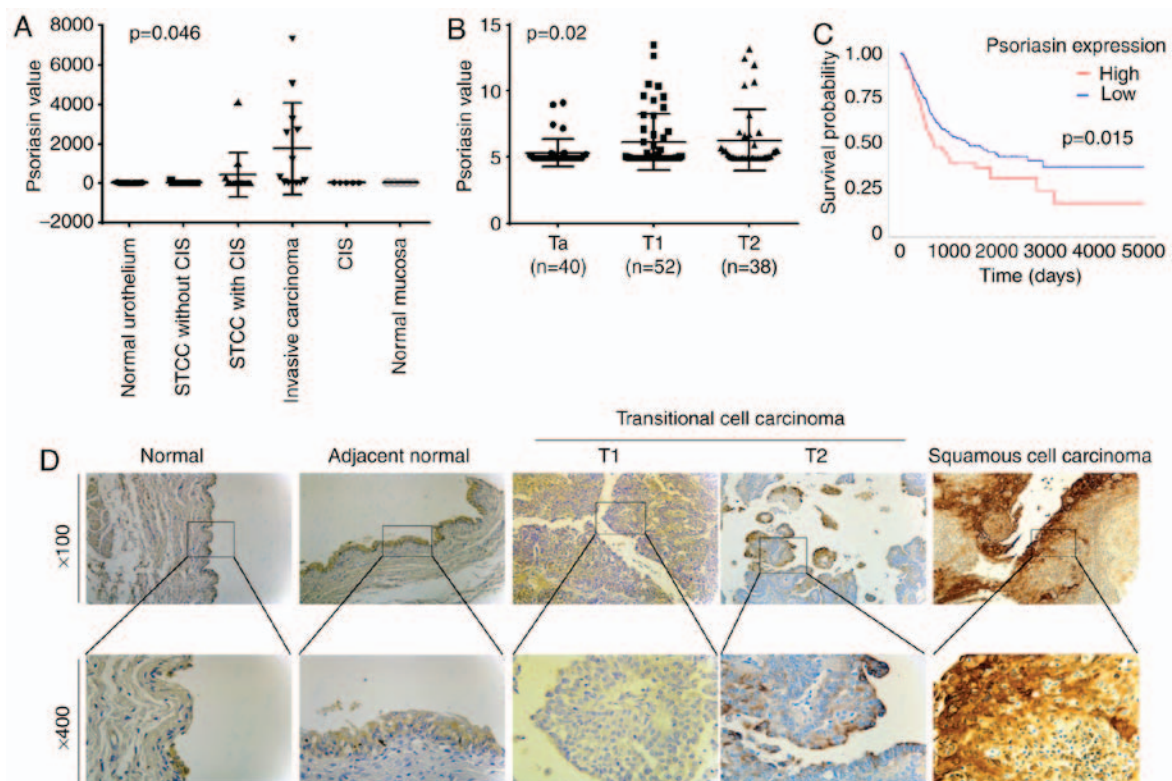 A
p=0.046
Psoriasin value
8000
6000
4000
2000
0
−2000
Normal urothelium
STCC without CIS
STCC with CIS
Invasive carcinoma
CIS
Normal mucosa
B
p=0.02
Psoriasin value
15
10
5
0
Ta
T1
T2
(n=40)
(n=52)
(n=38)
C
Psoriasin expression
High
Low
p=0.015
Survival probability
1.00
0.75
0.50
0.25
0
0 1000 2000 3000 4000 5000
Time (days)
D
Transitional cell carcinoma
Normal
Adjacent normal
T1
T2
Squamous cell carcinoma
×100
×400